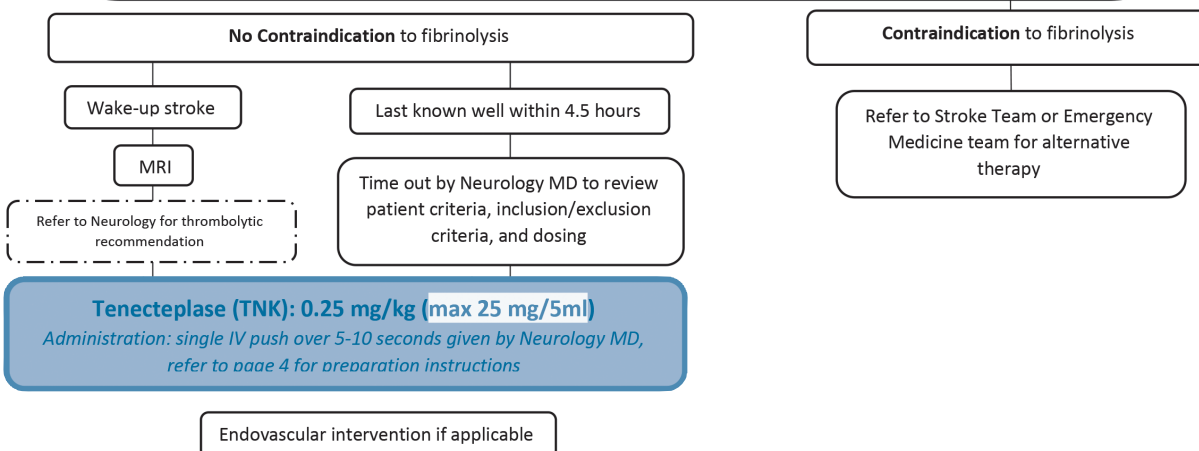 No Contraindication to fibrinolysis
Contraindication to fibrinolysis
Wake-up stroke
Last known well within 4.5 hours
Refer to Stroke Team or Emergency
Medicine team for alternative
therapy
MRI
Time out by Neurology MD to review
patient criteria, inclusion/exclusion
criteria, and dosing
Refer to Neurology for thrombolytic
recommendation
Tenecteplase (TNK): 0.25 mg/kg (max 25 mg/5ml)
Administration: single IV push over 5-10 seconds given by Neurology MD,
refer to page 4 for preparation instructions
Endovascular intervention if applicable